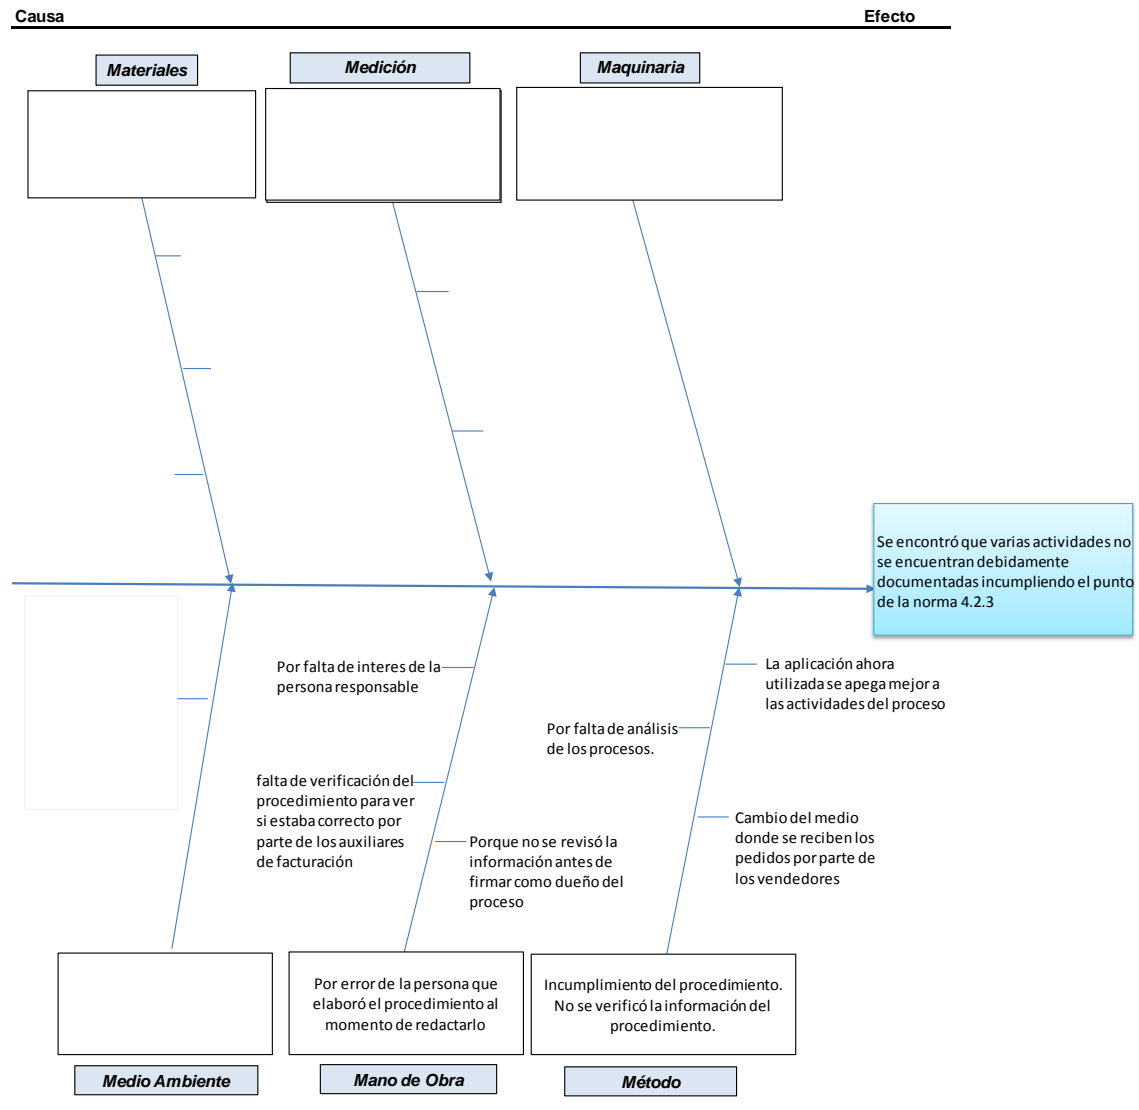 Causa
Efecto
Materiales
Medición
Maquinaria
Se encontró que varias actividades no
se encuentran debidamente
documentadas incumpliendo el punto
de la norma 4.2.3
Por falta de interes de la
persona responsable
La aplicación ahora
utilizada se apega mejor a
las actividades del proceso
Por falta de análisis
de los procesos.
falta de verificación del
procedimiento para ver
si estaba correcto por
parte de los auxiliares
de facturación
Porque no se revisó la
información antes de
firmar como dueño del
proceso
Cambio del medio
donde se reciben los
pedidos por parte de
los vendedores
Por error de la persona que
elaboró el procedimiento al
momento de redactarlo
Incumplimiento del procedimiento.
No se verificó la información del
procedimiento.
Medio Ambiente
Mano de Obra
Método